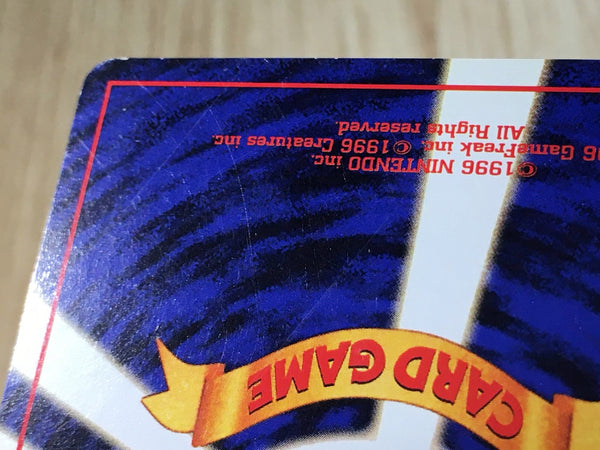 CARD GAME
©1996 NINTENDO inc.
96 GameFreak inc. ©1996 Creatures inc.
All Rights reserved.